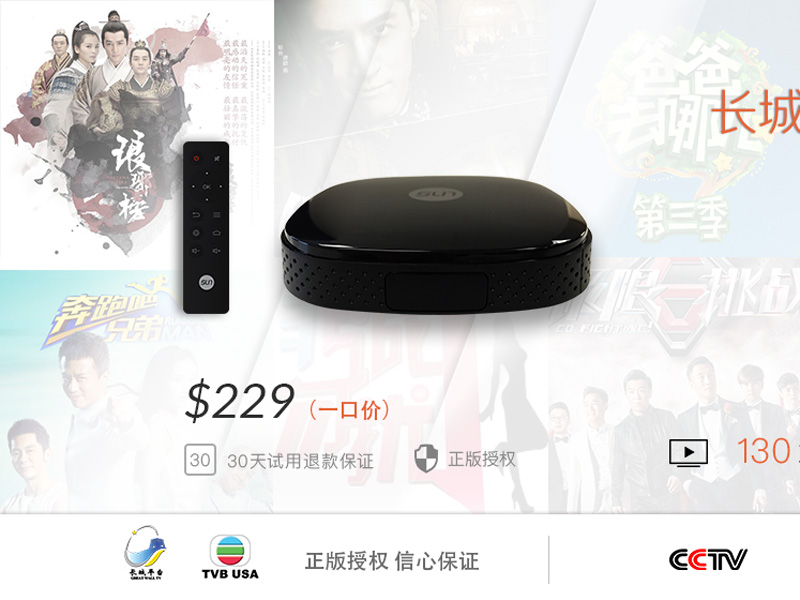 琅琊榜
爸爸
去哪儿
第三季
长城
SUN
OK
SUN
奔跑吧
兄弟
MAN
极限挑战
GO FIGHTING!
$229（一口价）
30 30天试用退款保证 正版授权
130
长城平台
GREAT WALL TV
TVB USA
正版授权 信心保证
CCTV